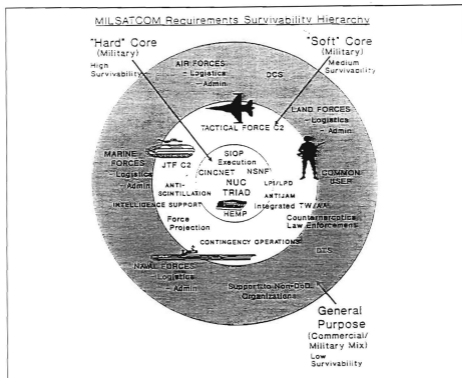 MILSATCOM Requirements Survivability Hierarchy
"Hard" Core
(Military)
High
Survivability
"Soft" Core
(Military)
Medium
Survivability
AIR FORCES
- Logistics
- Admin
DCS
LAND FORCES
- Logistics
- Admin
TACTICAL FORCE C2
MARINE
FORCES
- Logistics
- Admin
JTF C2
SIOP
Execution
CINCNET
NSNF
NUC
TRIAD
HEMP
ANTI-
SCINTILLATION
LPI/LPD
ANTIJAM
Integrated TW/AA
COMMON
USER
INTELLIGENCE SUPPORT
Force
Projection
Counternarcotics
Law Enforcement
CONTINGENCY OPERATIONS
NAVAL FORCES
- Logistics
- Admin
Support to Non-DoD
Organizations
General
Purpose
(Commercial/
Military Mix)
Low
Survivability